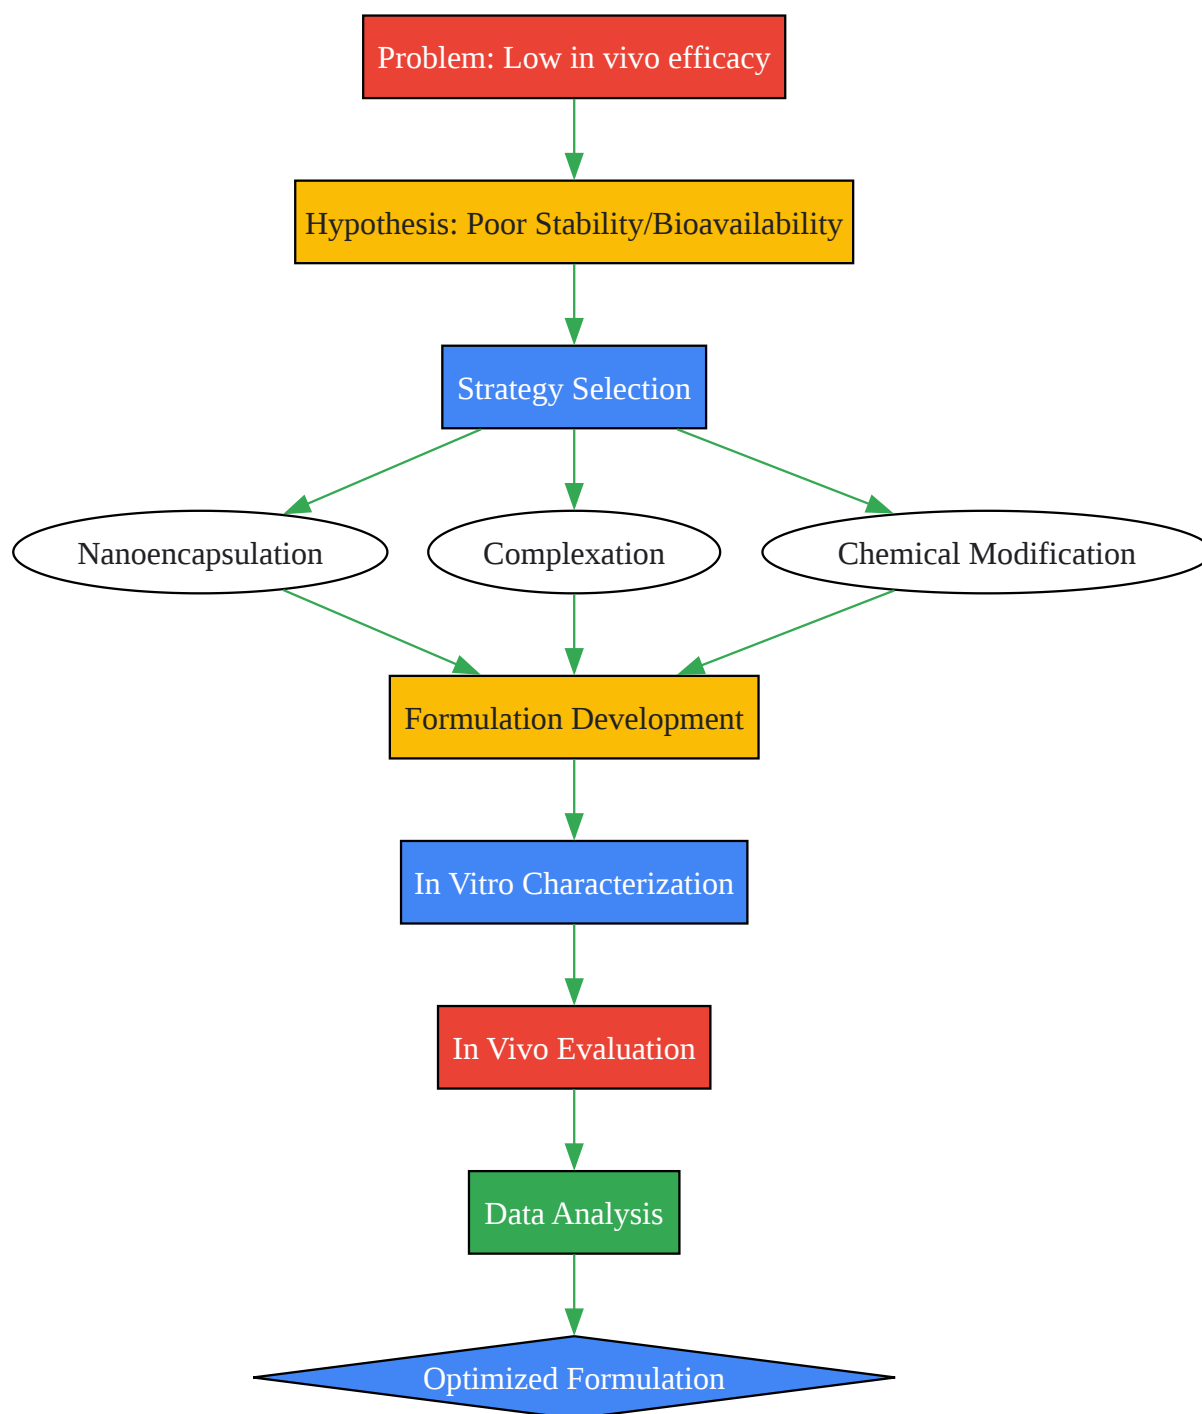 Problem: Low in vivo efficacy
Hypothesis: Poor Stability/Bioavailability
Strategy Selection
Nanoencapsulation
Complexation
Chemical Modification
Formulation Development
In Vitro Characterization
In Vivo Evaluation
Data Analysis
Optimized Formulation